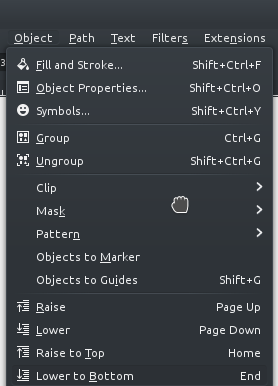 Object Path Text Filters Extensions
Fill and Stroke... Shift+Ctrl+F
Object Properties... Shift+Ctrl+O
Symbols... Shift+Ctrl+Y
Group Ctrl+G
Ungroup Shift+Ctrl+G
Clip
Mask
Pattern
Objects to Marker
Objects to Guides Shift+G
Raise Page Up
Lower Page Down
Raise to Top Home
Lower to Bottom End